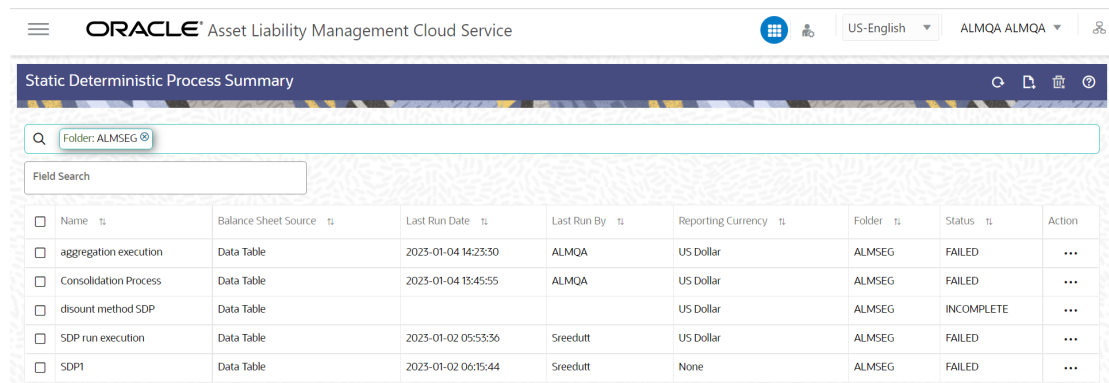 ORACLE® Asset Liability Management Cloud Service US-English ALMQA ALMQA
Static Deterministic Process Summary
Folder: ALMSEG
Field Search
Name Balance Sheet Source Last Run Date Last Run By Reporting Currency Folder Status Action
aggregation execution Data Table 2023-01-04 14:23:30 ALMQA US Dollar ALMSEG FAILED ...
Consolidation Process Data Table 2023-01-04 13:45:55 ALMQA US Dollar ALMSEG FAILED ...
disount method SDP Data Table US Dollar ALMSEG INCOMPLETE ...
SDP run execution Data Table 2023-01-02 05:53:36 Sreedutt US Dollar ALMSEG FAILED ...
SDP1 Data Table 2023-01-02 06:15:44 Sreedutt None ALMSEG FAILED ...